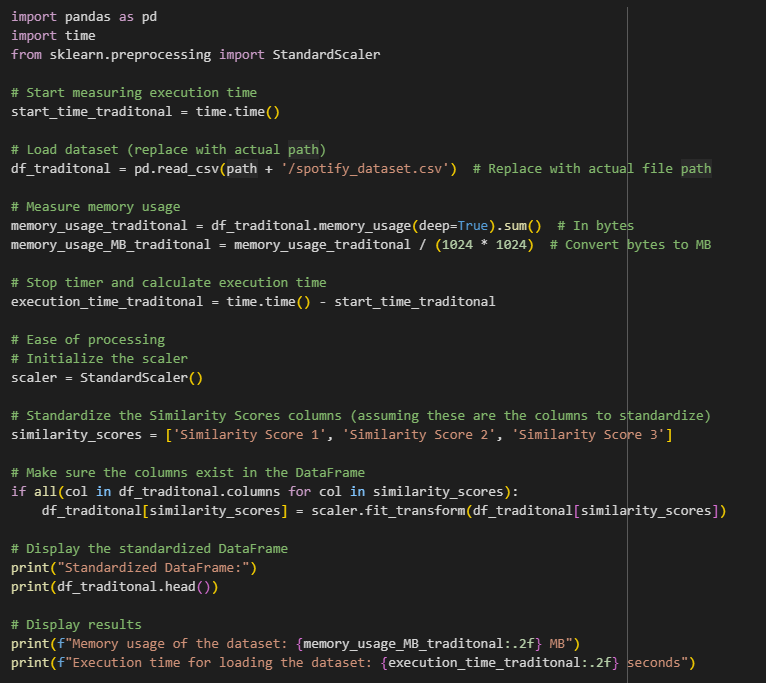 import pandas as pd
import time
from sklearn.preprocessing import StandardScaler
# Start measuring execution time
start_time_traditonal = time.time()
# Load dataset (replace with actual path)
df_traditonal = pd.read_csv(path + '/spotify_dataset.csv')  # Replace with actual file path
# Measure memory usage
memory_usage_traditonal = df_traditonal.memory_usage(deep=True).sum()  # In bytes
memory_usage_MB_traditonal = memory_usage_traditonal / (1024 * 1024)  # Convert bytes to MB
# Stop timer and calculate execution time
execution_time_traditonal = time.time() - start_time_traditonal
# Ease of processing
# Initialize the scaler
scaler = StandardScaler()
# Standardize the Similarity Scores columns (assuming these are the columns to standardize)
similarity_scores = ['Similarity Score 1', 'Similarity Score 2', 'Similarity Score 3']
# Make sure the columns exist in the DataFrame
if all(col in df_traditonal.columns for col in similarity_scores):
    df_traditonal[similarity_scores] = scaler.fit_transform(df_traditonal[similarity_scores])
# Display the standardized DataFrame
print("Standardized DataFrame:")
print(df_traditonal.head())
# Display results
print(f"Memory usage of the dataset: {memory_usage_MB_traditonal:.2f} MB")
print(f"Execution time for loading the dataset: {execution_time_traditonal:.2f} seconds")